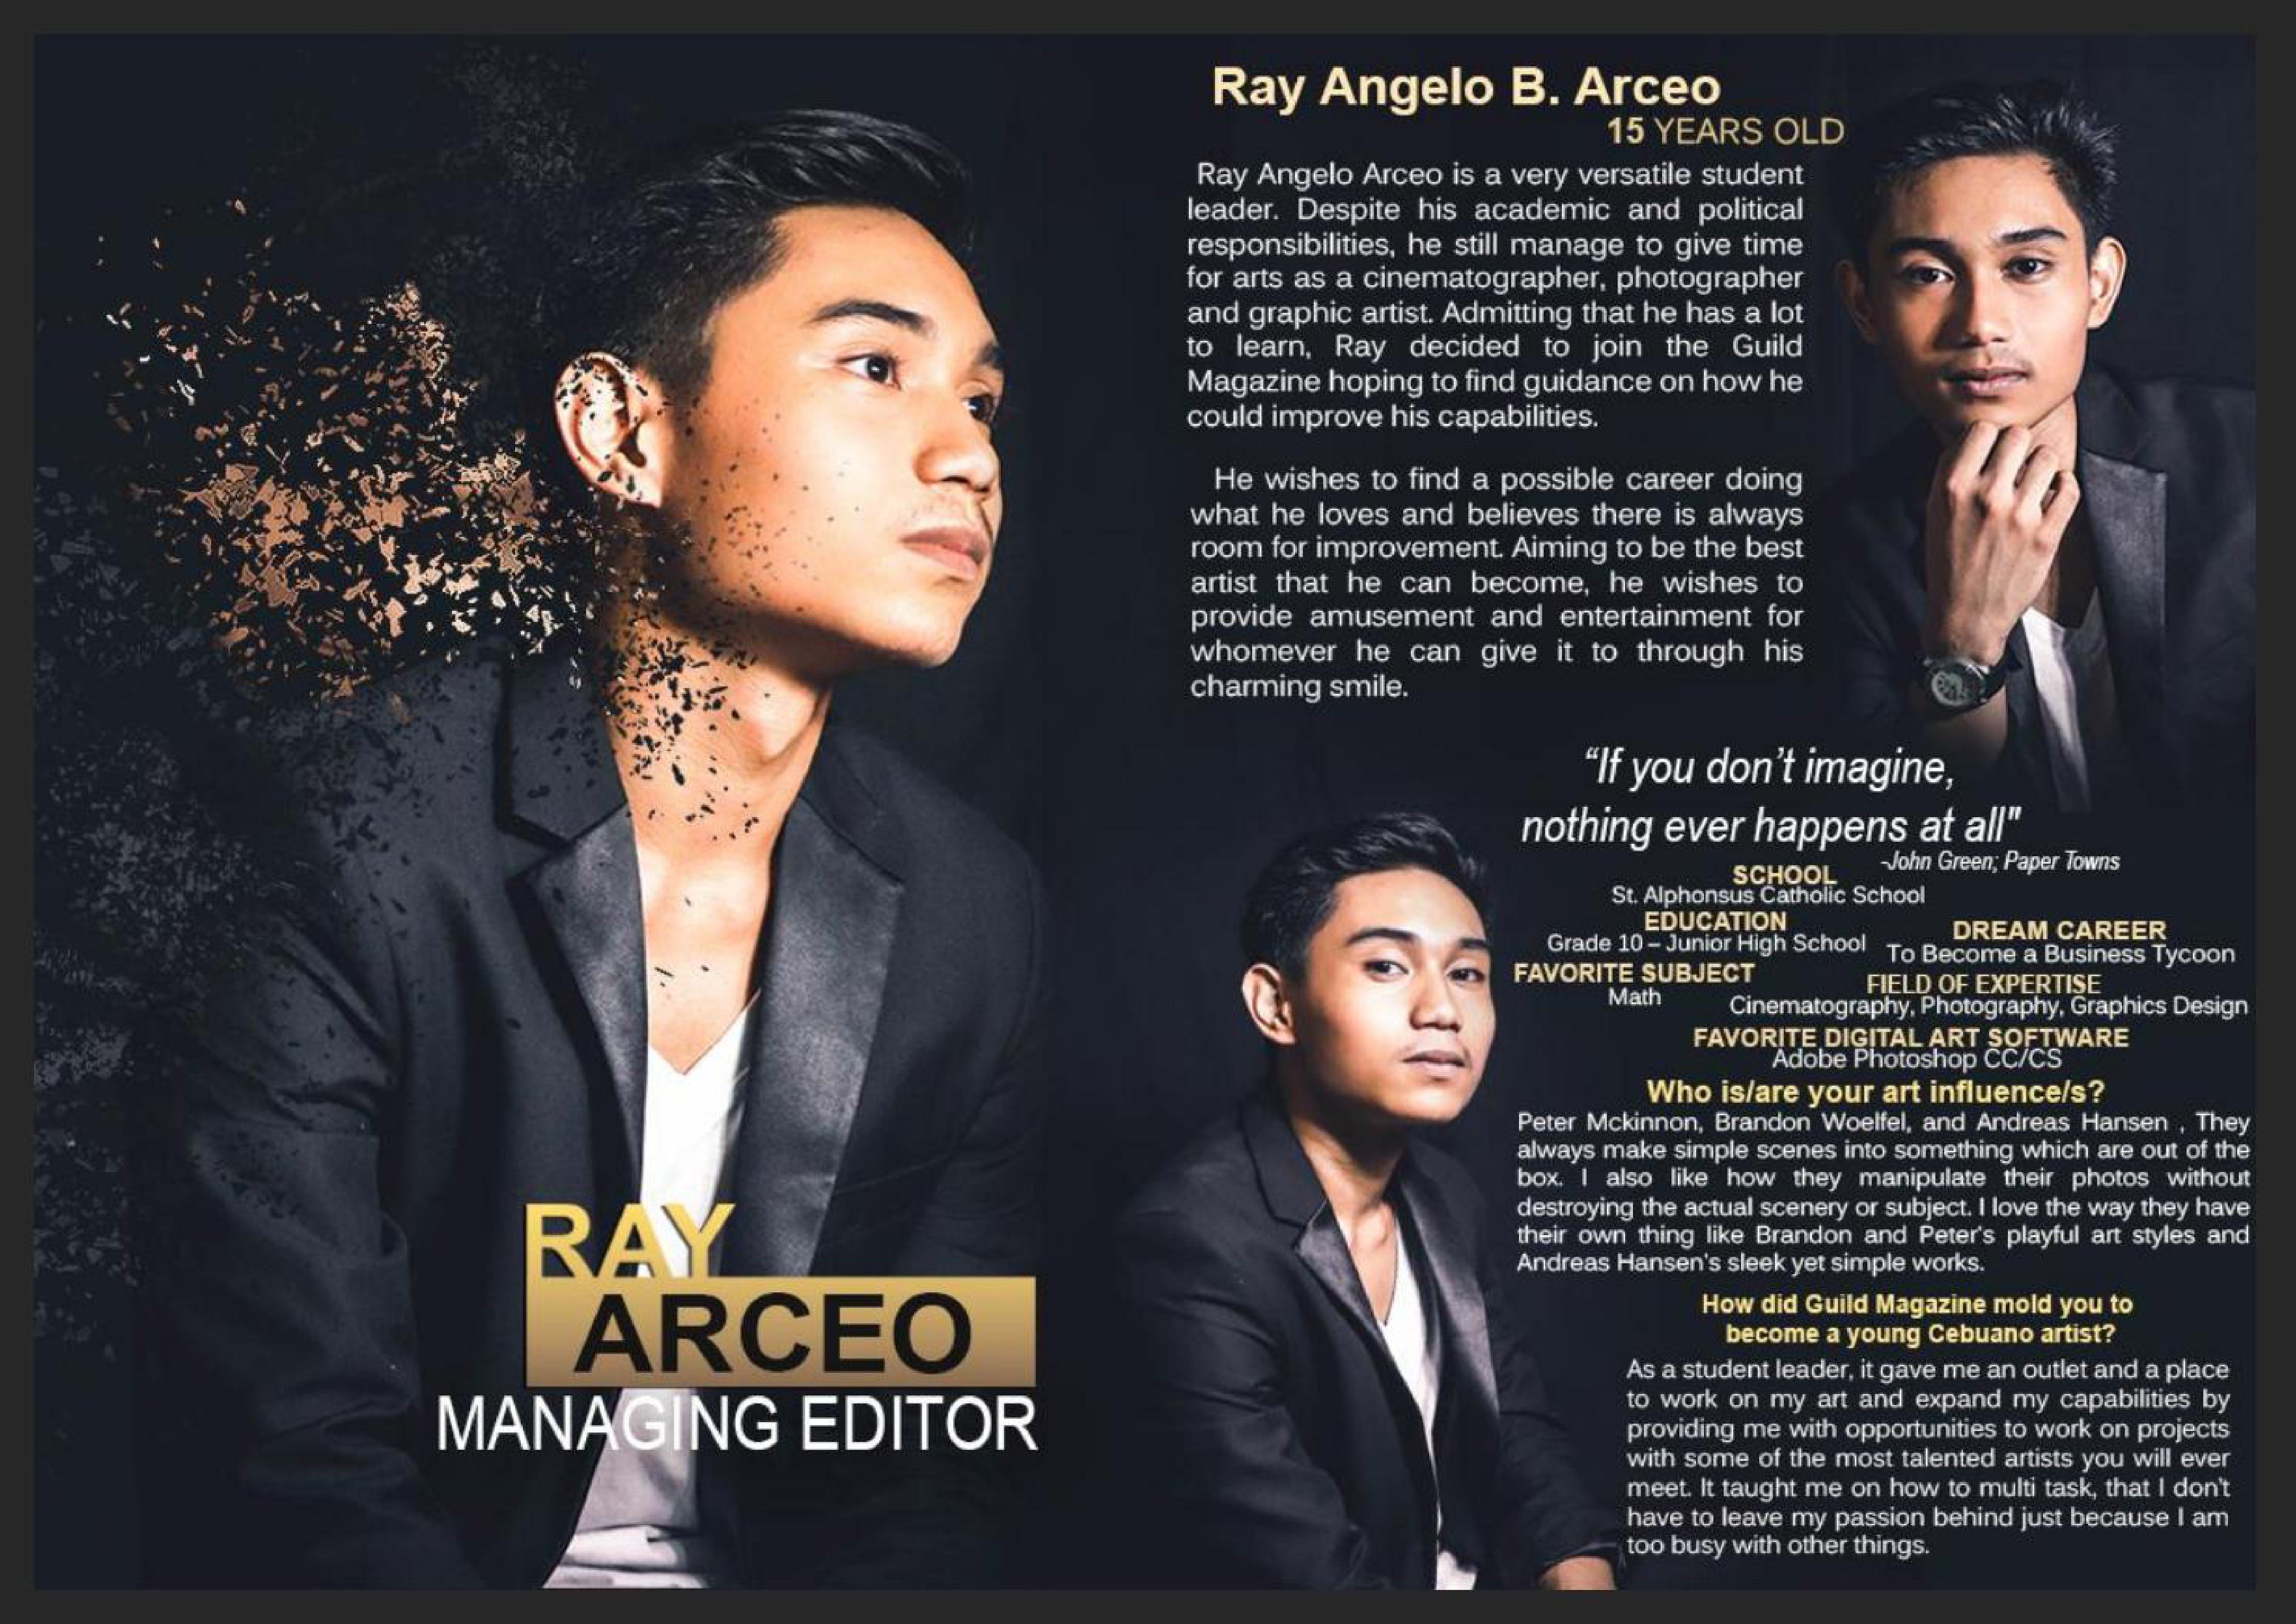 RAY
ARCEO
MANAGING EDITOR
Ray Angelo B. Arceo
15 YEARS OLD
Ray Angelo Arceo is a very versatile student
leader. Despite his academic and political
responsibilities, he still manage to give time
for arts as a cinematographer, photographer
and graphic artist. Admitting that he has a lot
to learn, Ray decided to join the Guild
Magazine hoping to find guidance on how he
could improve his capabilities.
He wishes to find a possible career doing
what he loves and believes there is always
room for improvement. Aiming to be the best
artist that he can become, he wishes to
provide amusement and entertainment for
whomever he can give it to through his
charming smile.
“If you don’t imagine,
nothing ever happens at all"
-John Green; Paper Towns
SCHOOL
St. Alphonsus Catholic School
EDUCATION
Grade 10 – Junior High School
DREAM CAREER
To Become a Business Tycoon
FAVORITE SUBJECT
Math
FIELD OF EXPERTISE
Cinematography, Photography, Graphics Design
FAVORITE DIGITAL ART SOFTWARE
Adobe Photoshop CC/CS
Who is/are your art influence/s?
Peter Mckinnon, Brandon Woelfel, and Andreas Hansen , They
always make simple scenes into something which are out of the
box. I also like how they manipulate their photos without
destroying the actual scenery or subject. I love the way they have
their own thing like Brandon and Peter's playful art styles and
Andreas Hansen's sleek yet simple works.
How did Guild Magazine mold you to
become a young Cebuano artist?
As a student leader, it gave me an outlet and a place
to work on my art and expand my capabilities by
providing me with opportunities to work on projects
with some of the most talented artists you will ever
meet. It taught me on how to multi task, that I don't
have to leave my passion behind just because I am
too busy with other things.